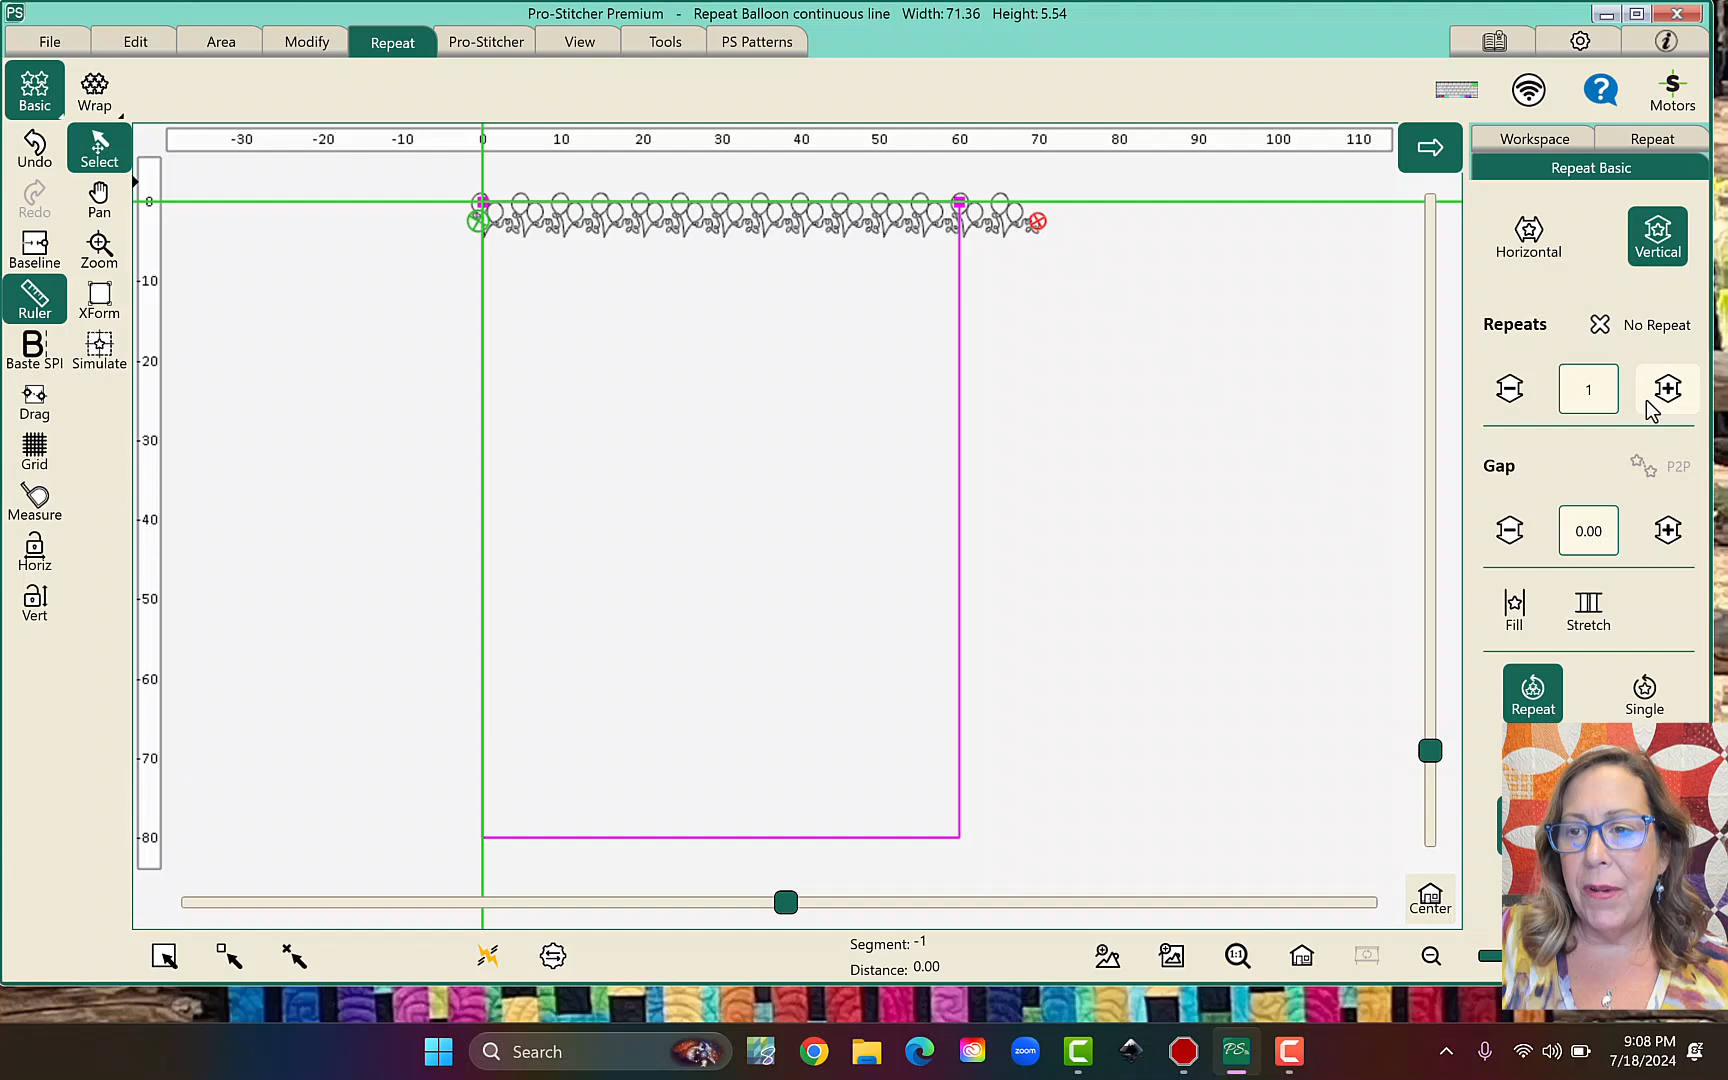 PS Pro-Stitcher Premium - Repeat Balloon continuous line Width: 71.36 Height: 5.54
File Edit Area Modify Repeat Pro-Stitcher View Tools PS Patterns
Basic Wrap Motors
Undo Select
Redo Pan
Baseline Zoom
Ruler XForm
Baste SPI Simulate
Drag
Grid
Measure
Horiz
Vert
-30 -20 -10 0 10 20 30 40 50 60 70 80 90 100 110
0
-10
-20
-30
-40
-50
-60
-70
-80
Workspace Repeat
Repeat Basic
Horizontal Vertical
Repeats No Repeat
1
Gap P2P
0.00
Fill Stretch
Repeat Single
Center
Segment: -1
Distance: 0.00
1:1
Search
zoom
PS
9:08 PM
7/18/2024